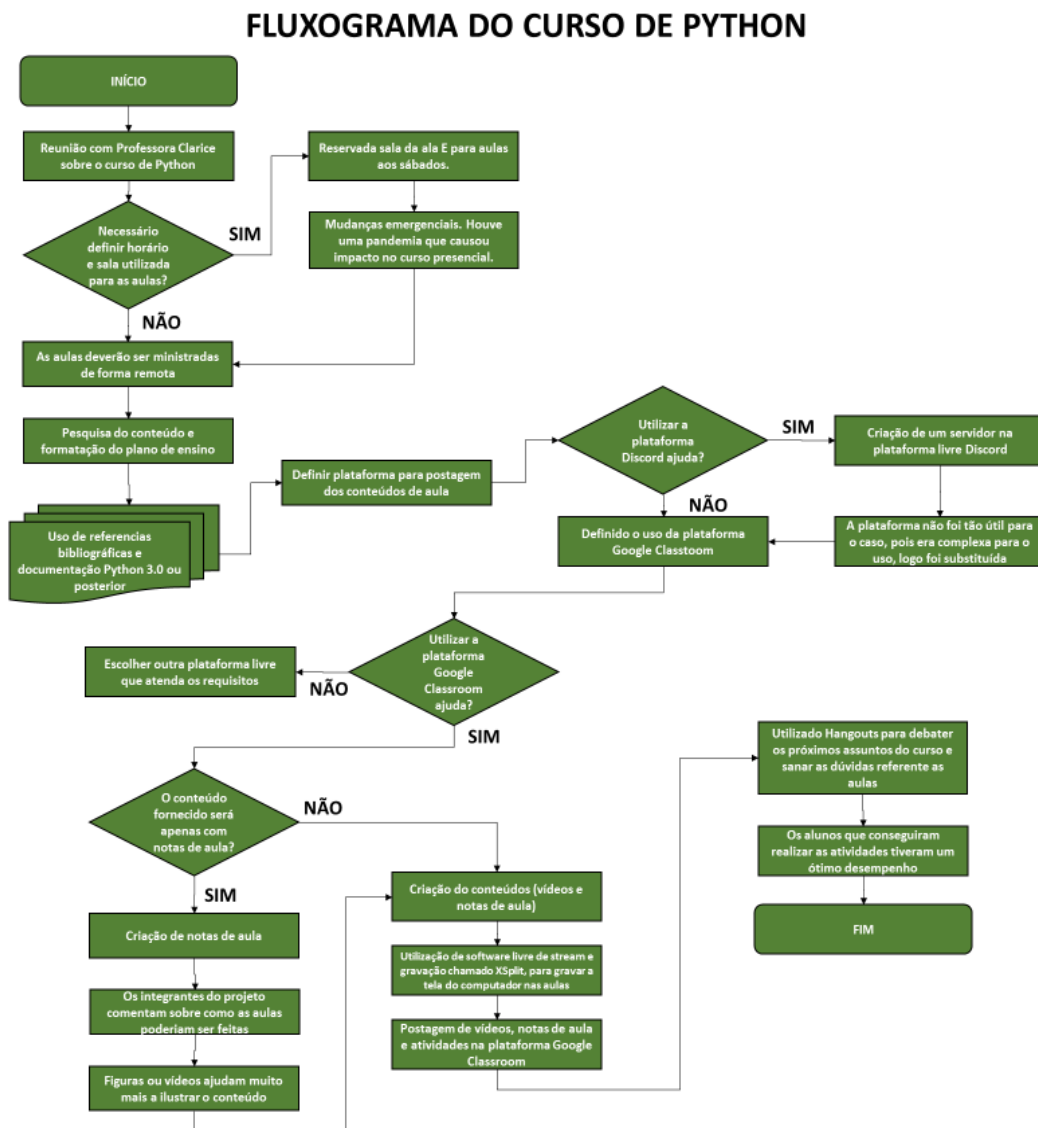 FLUXOGRAMA DO CURSO DE PYTHON
INÍCIO
Reunião com Professora Clarice
sobre o curso de Python
Necessário
definir horário
e sala utilizada
para as aulas?
SIM
Reservada sala da ala E para aulas
aos sábados.
Mudanças emergenciais. Houve
uma pandemia que causou
impacto no curso presencial.
NÃO
As aulas deverão ser ministradas
de forma remota
Pesquisa do conteúdo e
formatação do plano de ensino
Uso de referencias
bibliográficas e
documentação Python 3.0 ou
posterior
Definir plataforma para postagem
dos conteúdos de aula
Utilizar a
plataforma
Discord ajuda?
SIM
Criação de um servidor na
plataforma livre Discord
A plataforma não foi tão útil para
o caso, pois era complexa para o
uso, logo foi substituída
NÃO
Definido o uso da plataforma
Google Classtoom
Utilizar a
plataforma
Google
Classroom
ajuda?
NÃO
Escolher outra plataforma livre
que atenda os requisitos
SIM
O conteúdo
fornecido será
apenas com
notas de aula?
NÃO
SIM
Criação de notas de aula
Os integrantes do projeto
comentam sobre como as aulas
poderiam ser feitas
Figuras ou vídeos ajudam muito
mais a ilustrar o conteúdo
Criação do conteúdos (vídeos e
notas de aula)
Utilização de software livre de stream e
gravação chamado XSplit, para gravar a
tela do computador nas aulas
Postagem de vídeos, notas de aula
e atividades na plataforma Google
Classroom
Utilizado Hangouts para debater
os próximos assuntos do curso e
sanar as dúvidas referente as
aulas
Os alunos que conseguiram
realizar as atividades tiveram um
ótimo desempenho
FIM